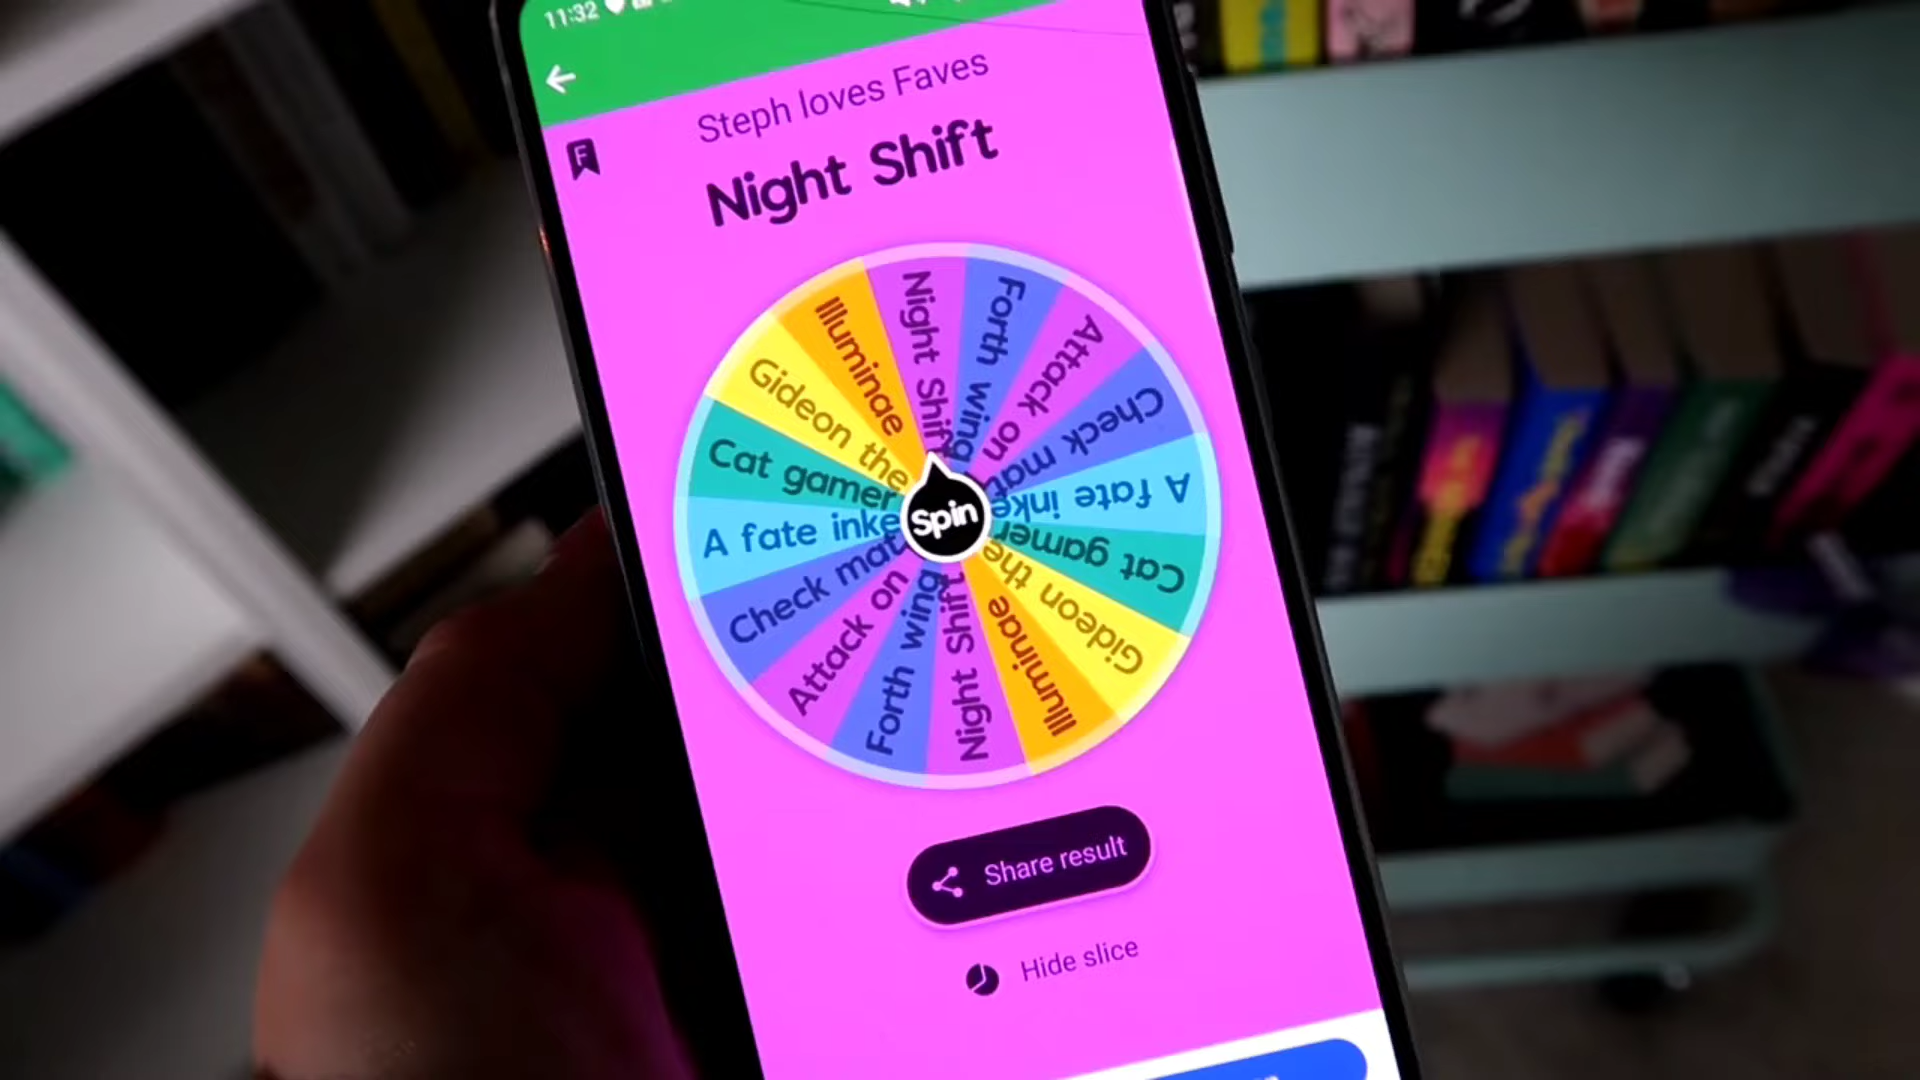 11:32
Steph loves Faves
F
Night Shift
Night Shift
Forth wing
Attack on
Check mat
A fate inke
Cat gamer
Gideon the
Illuminae
Night Shift
Forth wing
Attack on
Check mat
A fate inke
Cat gamer
Gideon the
Illuminae
Spin
Share result
Hide slice